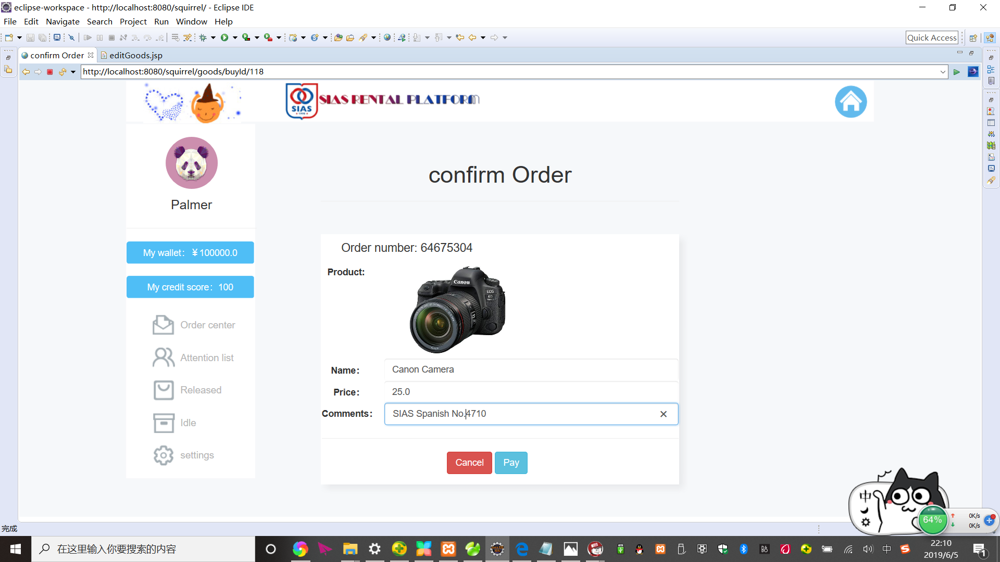 eclipse-workspace - http://localhost:8080/squirrel/ - Eclipse IDE
File Edit Navigate Search Project Run Window Help
Quick Access
confirm Order
editGoods.jsp
http://localhost:8080/squirrel/goods/buyId/118
SIAS
SIAS RENTAL PLATFORM
Palmer
My wallet：￥100000.0
My credit score：100
Order center
Attention list
Released
Idle
settings
confirm Order
Order number: 64675304
Product:
Canon
EOS
6D
Name：
Canon Camera
Price：
25.0
Comments：
SIAS Spanish No.4710
Cancel
Pay
中
64%
0K/s
0K/s
完成
在这里输入你要搜索的内容
中
22:10
2019/6/5
1